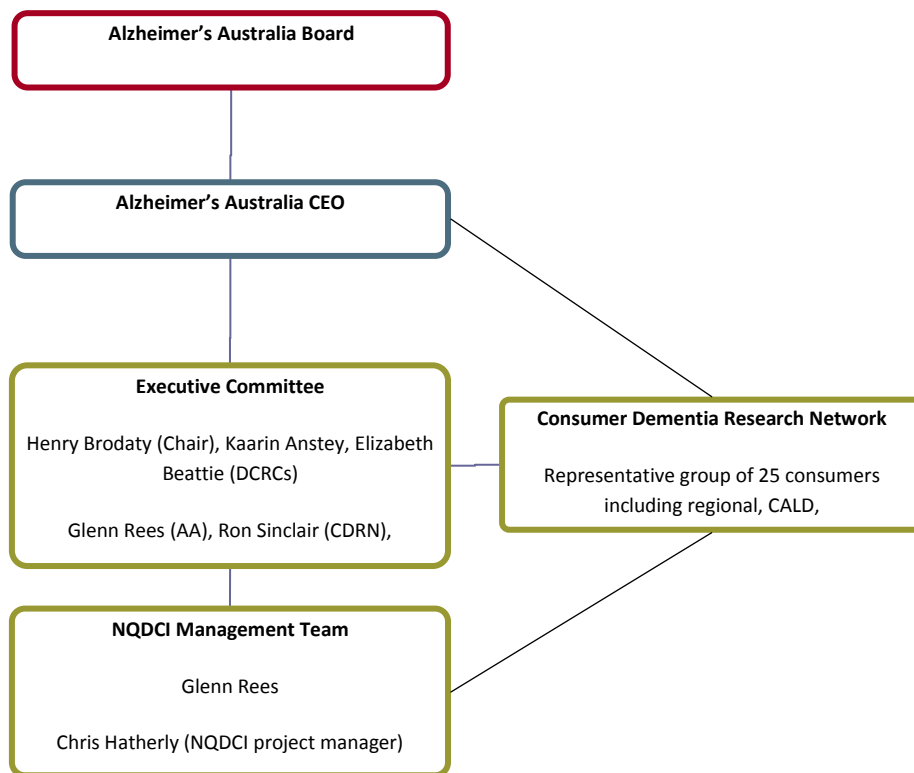 Alzheimer’s Australia Board
Alzheimer’s Australia CEO
Executive Committee
Henry Brodaty (Chair), Kaarin Anstey, Elizabeth
Beattie (DCRCs)
Glenn Rees (AA), Ron Sinclair (CDRN),
Consumer Dementia Research Network
Representative group of 25 consumers
including regional, CALD,
NQDCI Management Team
Glenn Rees
Chris Hatherly (NQDCI project manager)